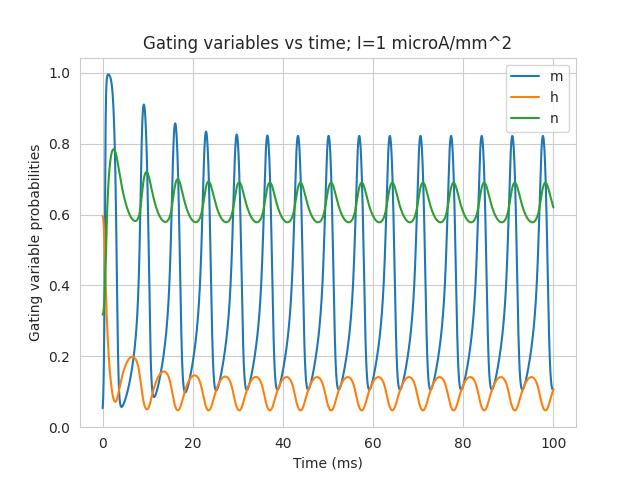 Gating variables vs time; I=1 microA/mm^2
1.0
0.8
0.6
0.4
0.2
0.0
Gating variable probabilities
m
h
n
0 20 40 60 80 100
Time (ms)